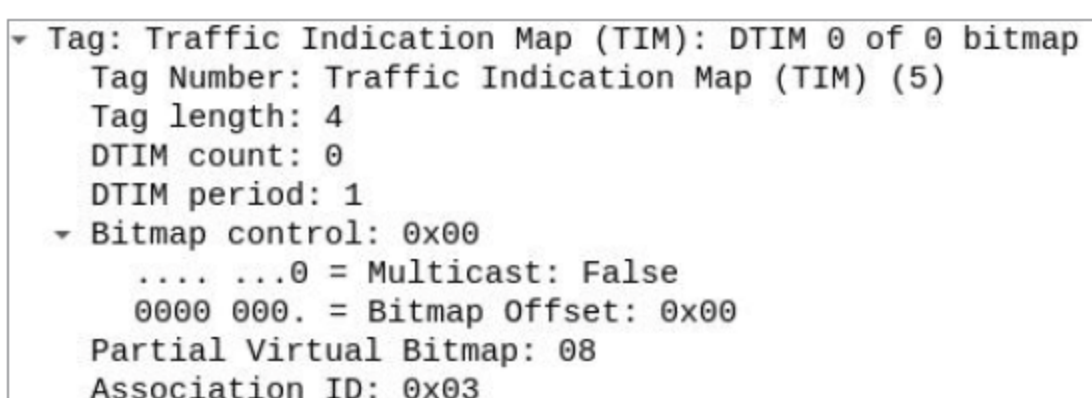 Tag: Traffic Indication Map (TIM): DTIM 0 of 0 bitmap
Tag Number: Traffic Indication Map (TIM) (5)
Tag length: 4
DTIM count: 0
DTIM period: 1
Bitmap control: 0x00
.... ...0 = Multicast: False
0000 000. = Bitmap Offset: 0x00
Partial Virtual Bitmap: 08
Association ID: 0x03